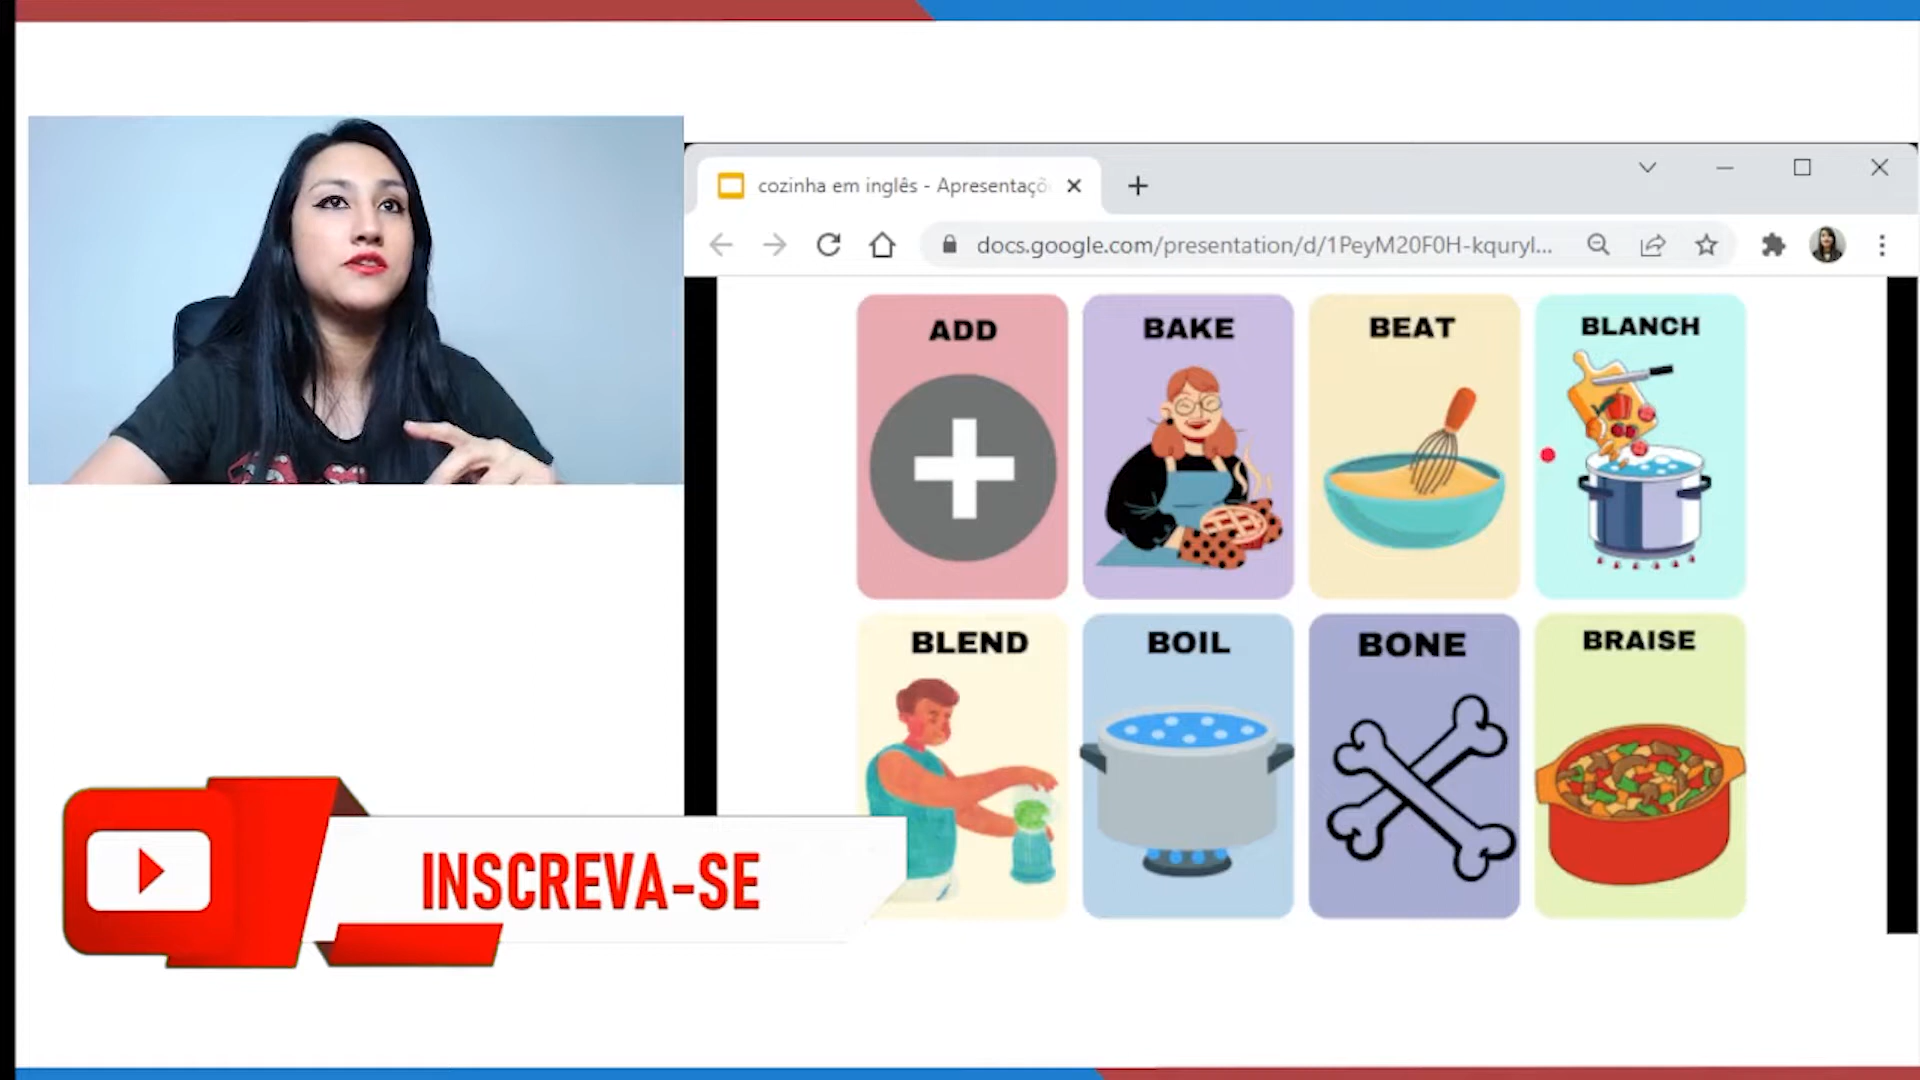 cozinha em inglês - Apresentaçõ
docs.google.com/presentation/d/1PeyM20F0H-kquryl...
ADD
BAKE
BEAT
BLANCH
BLEND
BOIL
BONE
BRAISE
INSCREVA-SE